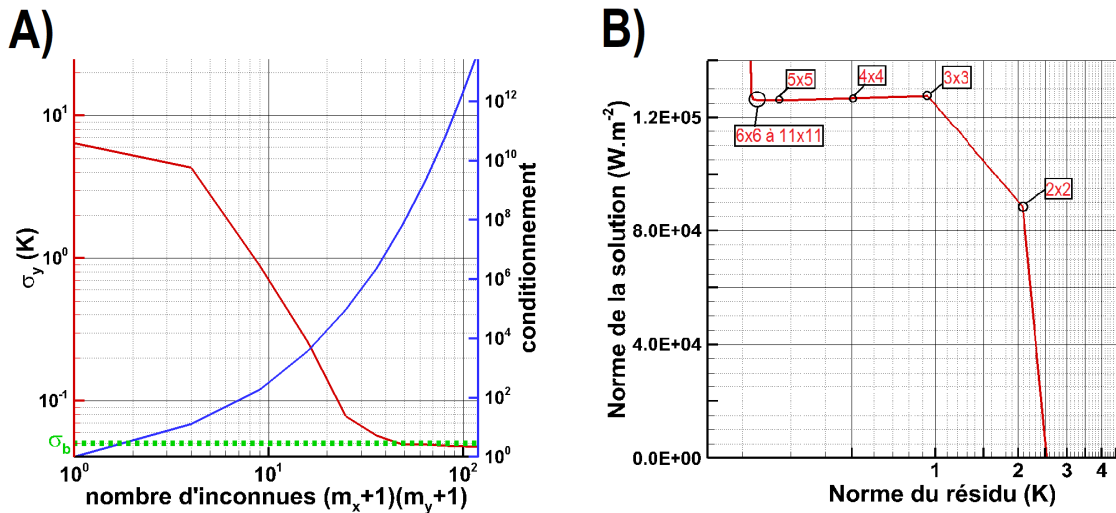 A)
B)
10¹
10⁰
10⁻¹
σ_y (K)
σ_b
10¹²
10¹⁰
10⁸
10⁶
10⁴
10²
10⁰
conditionnement
10⁰
10¹
10²
nombre d'inconnues (m_x+1)(m_y+1)
Norme de la solution (W.m⁻²)
1.2E+05
8.0E+04
4.0E+04
0.0E+00
5x5
4x4
3x3
6x6 à 11x11
2x2
1
2
3
4
Norme du résidu (K)